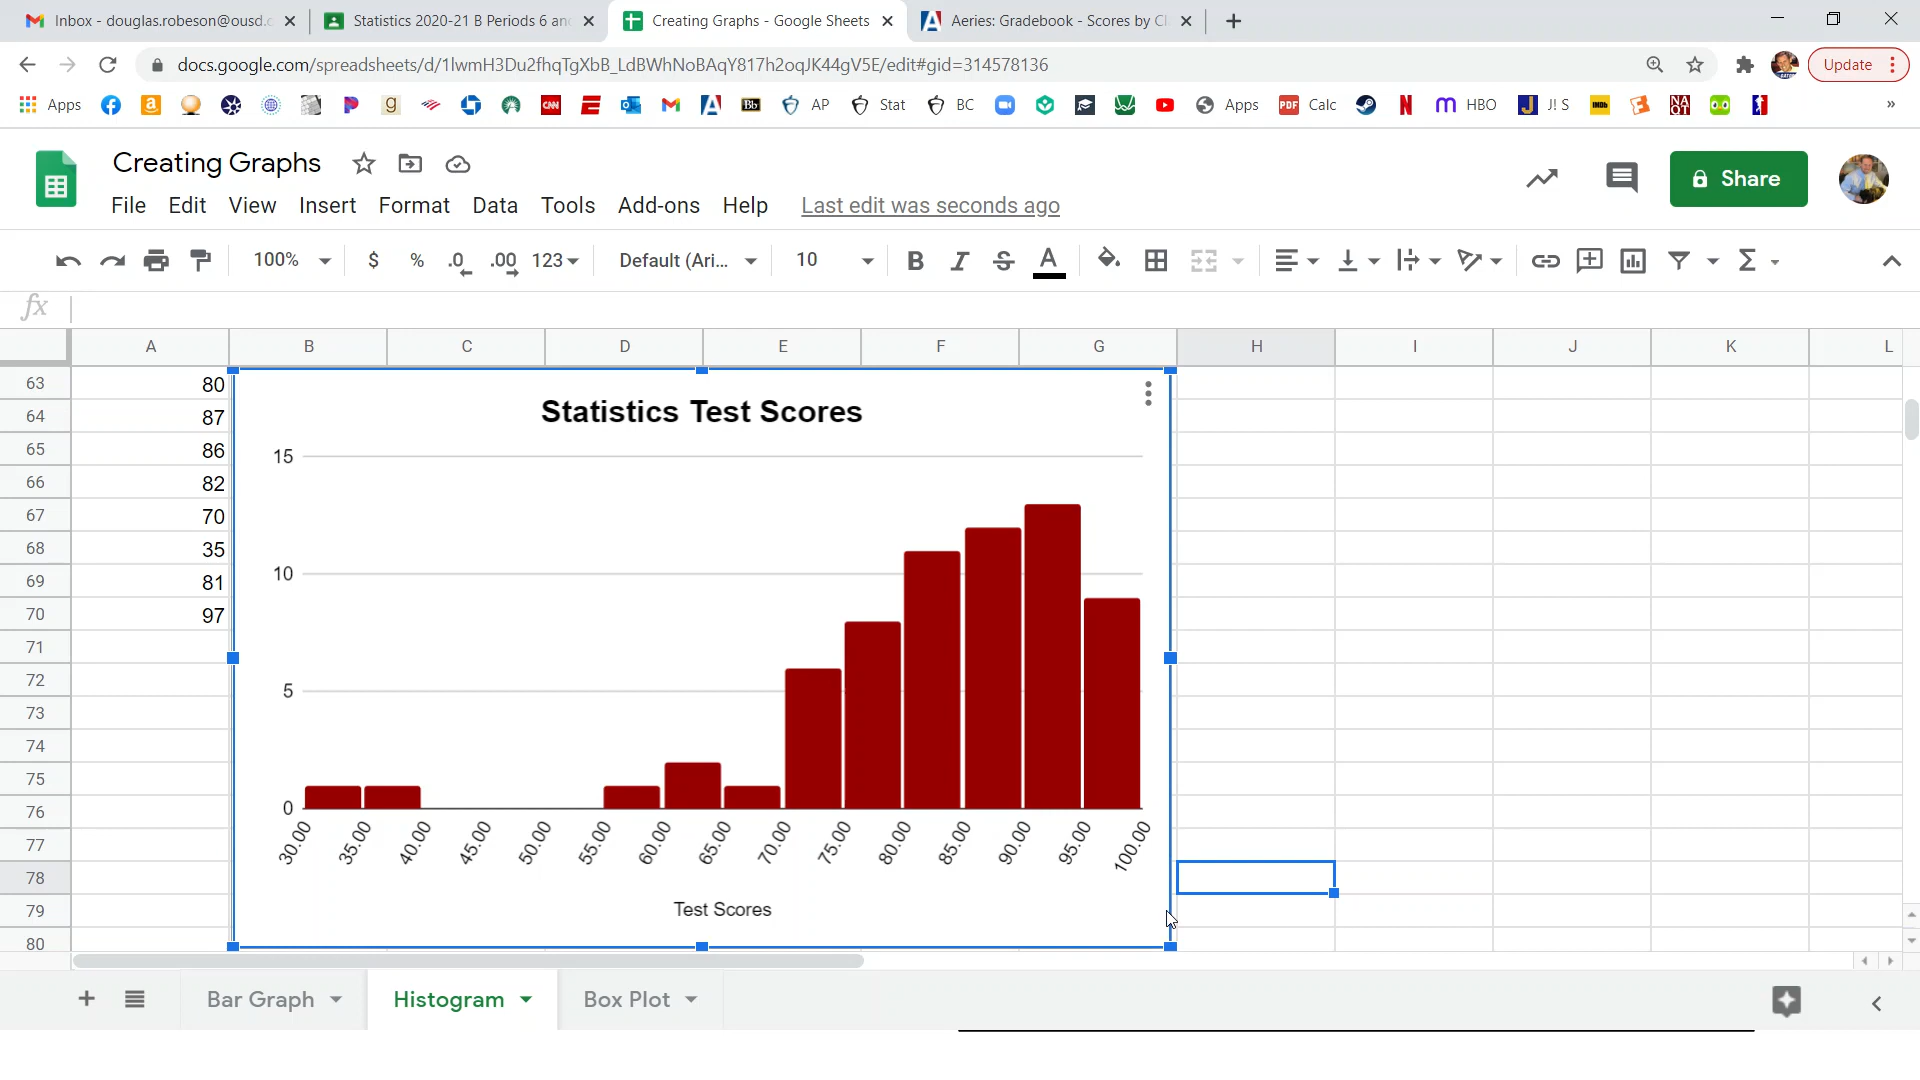 Inbox - douglas.robeson@ousd.c
Statistics 2020-21 B Periods 6 an
Creating Graphs - Google Sheets
Aeries: Gradebook - Scores by Cl
docs.google.com/spreadsheets/d/1lwmH3Du2fhqTgXbB_LdBWhNoBAqY817h2oqJK44gV5E/edit#gid=314578136
Update
Apps
CNN
Bb
AP
Stat
BC
Apps
PDF
Calc
HBO
J! S
IMDb
NAQT
Creating Graphs
Share
File Edit View Insert Format Data Tools Add-ons Help Last edit was seconds ago
100% $ % .0 .00 123 Default (Ari... 10 B I S A
fx
A B C D E F G H I J K L
63 80
64 87
65 86
66 82
67 70
68 35
69 81
70 97
71
72
73
74
75
76
77
78
79
80
Statistics Test Scores
15
10
5
0
30.00 35.00 40.00 45.00 50.00 55.00 60.00 65.00 70.00 75.00 80.00 85.00 90.00 95.00 100.00
Test Scores
Bar Graph
Histogram
Box Plot